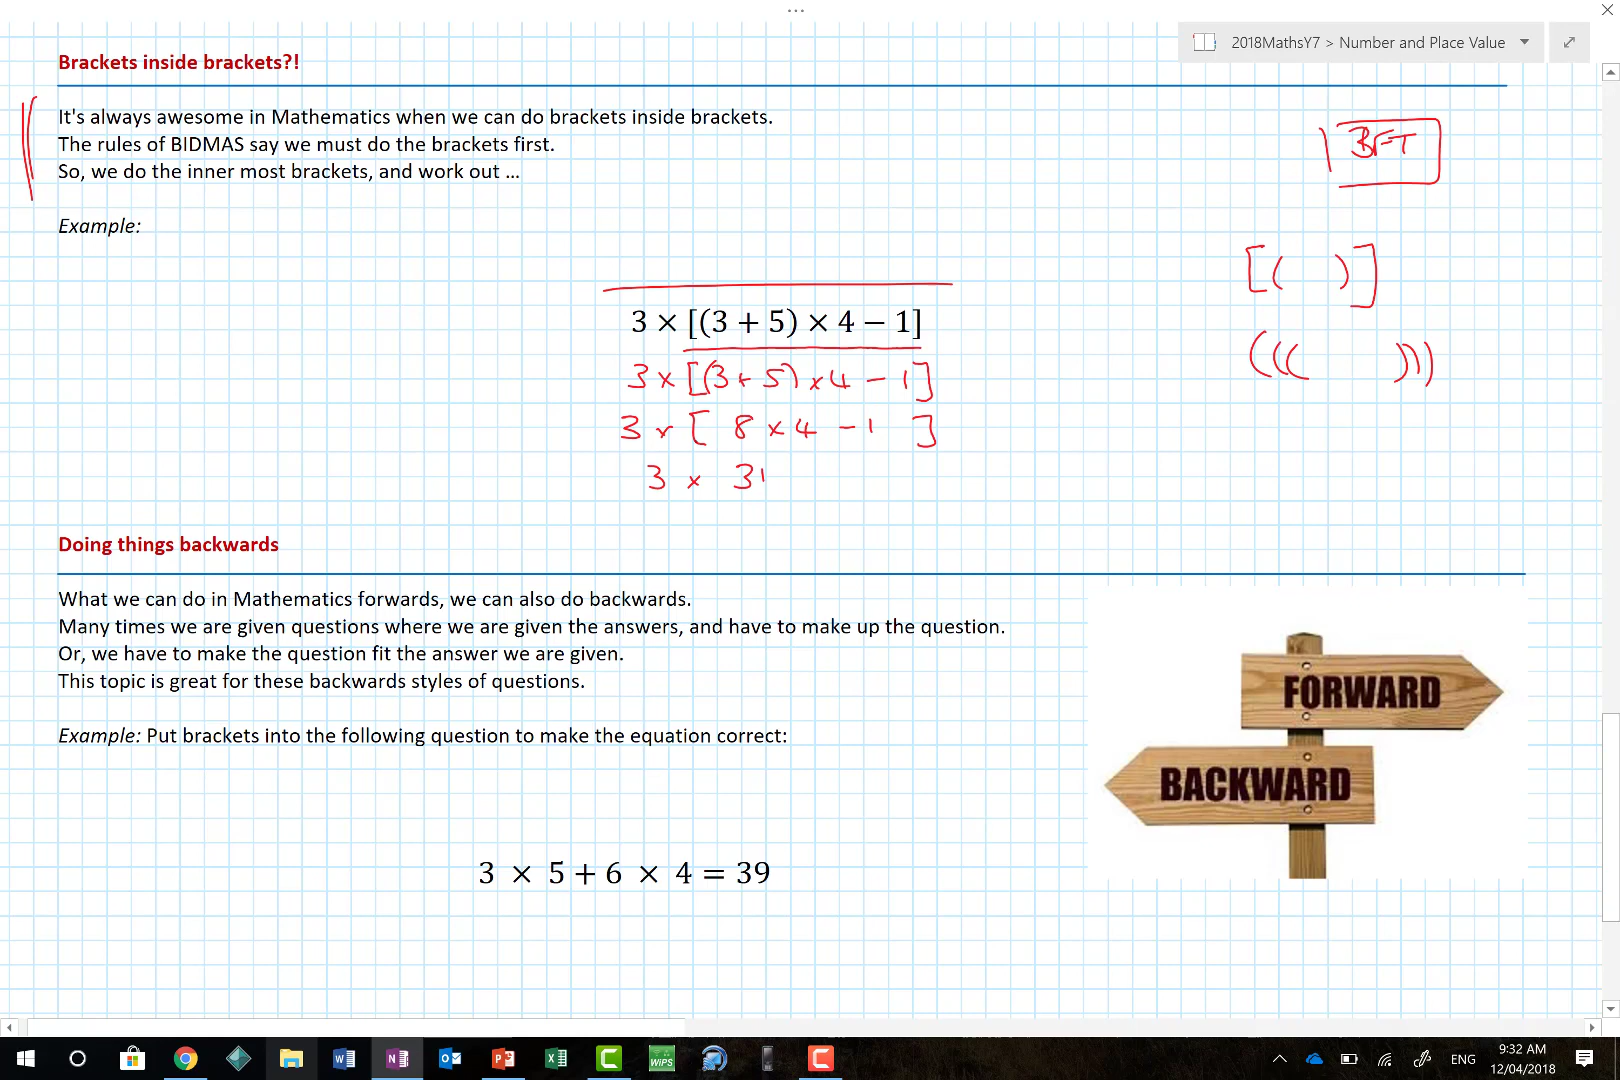 ...
2018MathsY7 > Number and Place Value
Brackets inside brackets?!
It's always awesome in Mathematics when we can do brackets inside brackets.
The rules of BIDMAS say we must do the brackets first.
So, we do the inner most brackets, and work out ...
BFT
Example:
[( )]
3 × [(3 + 5) × 4 − 1]
((( )))
3 × [(3 + 5) × 4 − 1]
3 × [ 8 × 4 − 1 ]
3 × 31
Doing things backwards
What we can do in Mathematics forwards, we can also do backwards.
Many times we are given questions where we are given the answers, and have to make up the question.
Or, we have to make the question fit the answer we are given.
This topic is great for these backwards styles of questions.
FORWARD
BACKWARD
Example: Put brackets into the following question to make the equation correct:
3 × 5 + 6 × 4 = 39
WIPS
ENG
9:32 AM
12/04/2018